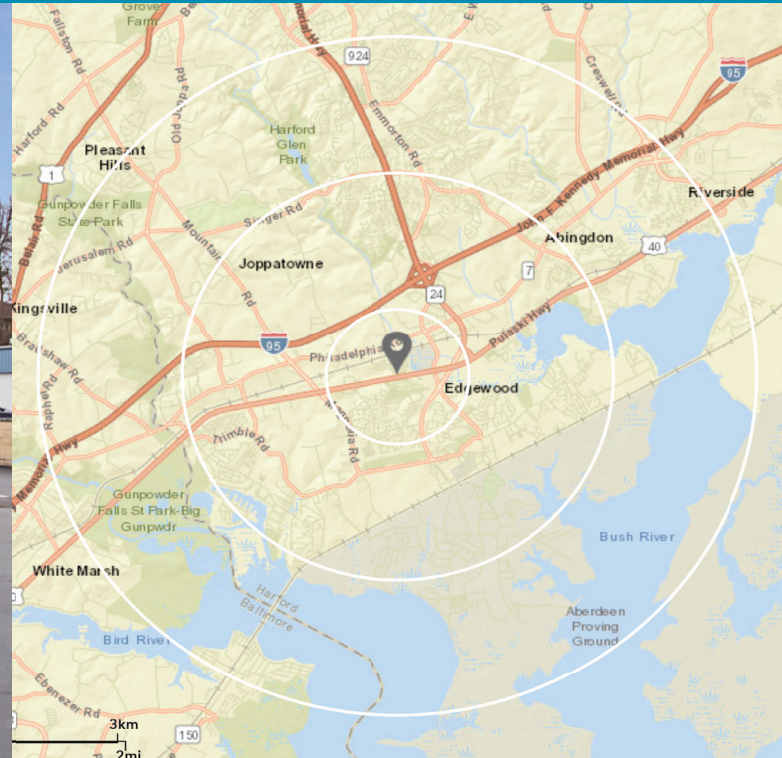 Grove
Farm
Fallston Rd
Old Joppa Rd
924
Creswell Rd
95
Harford Rd
Emmorton Rd
Harford
Glen
Park
Pleasant
Hills
1
John F Kennedy Memorial Hwy
Riverside
Gunpowder Falls
State-Park
Singer Rd
Belair Rd
Jerusalem Rd
Mountain
Rd
Abingdon
40
Joppatowne
7
24
Kingsville
Pulaski Hwy
95
Philadelphia Rd
Bradshaw Rd
Raphel Rd
Edgewood
Magnolia Rd
Trimble Rd
Memorial Hwy
Gunpowder
Falls St Park-Big
Gunpwdr
Bush River
White Marsh
Harford
Baltimore
Aberdeen
Proving
Ground
Bird River
Ebenezer Rd
150
3km
2mi